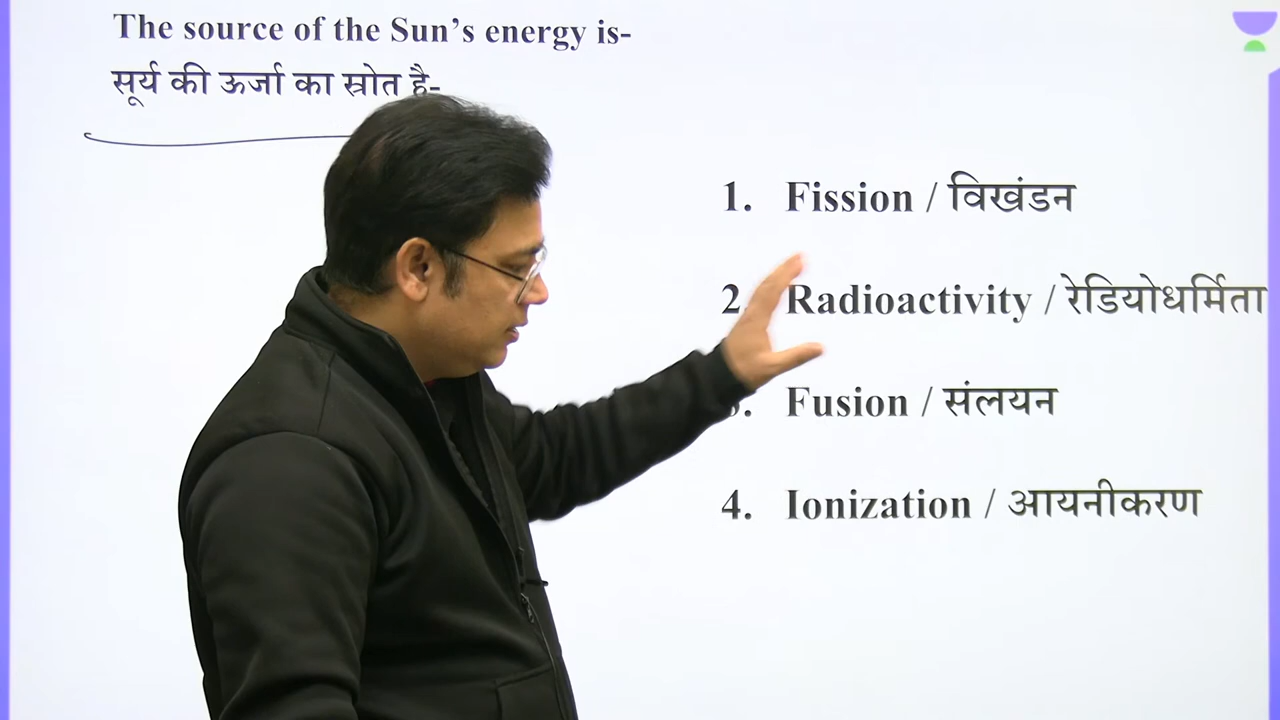 The source of the Sun's energy is-
सूर्य की ऊर्जा का स्रोत है-
1. Fission / विखंडन
2. Radioactivity / रेडियोधर्मिता
3. Fusion / संलयन
4. Ionization / आयनीकरण